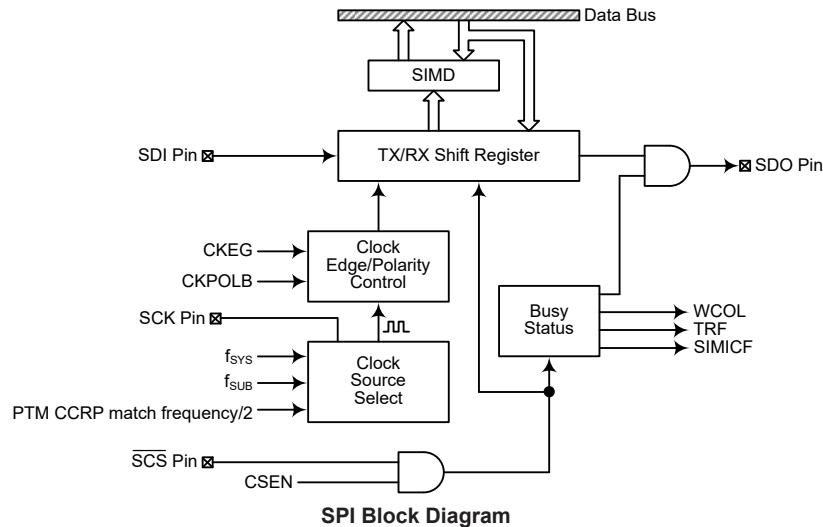 Data Bus
SIMD
SDI Pin
TX/RX Shift Register
SDO Pin
CKEG
CKPOLB
Clock
Edge/Polarity
Control
SCK Pin
Busy
Status
WCOL
TRF
SIMICF
fSYS
fSUB
PTM CCRP match frequency/2
Clock
Source
Select
SCS Pin
CSEN
SPI Block Diagram